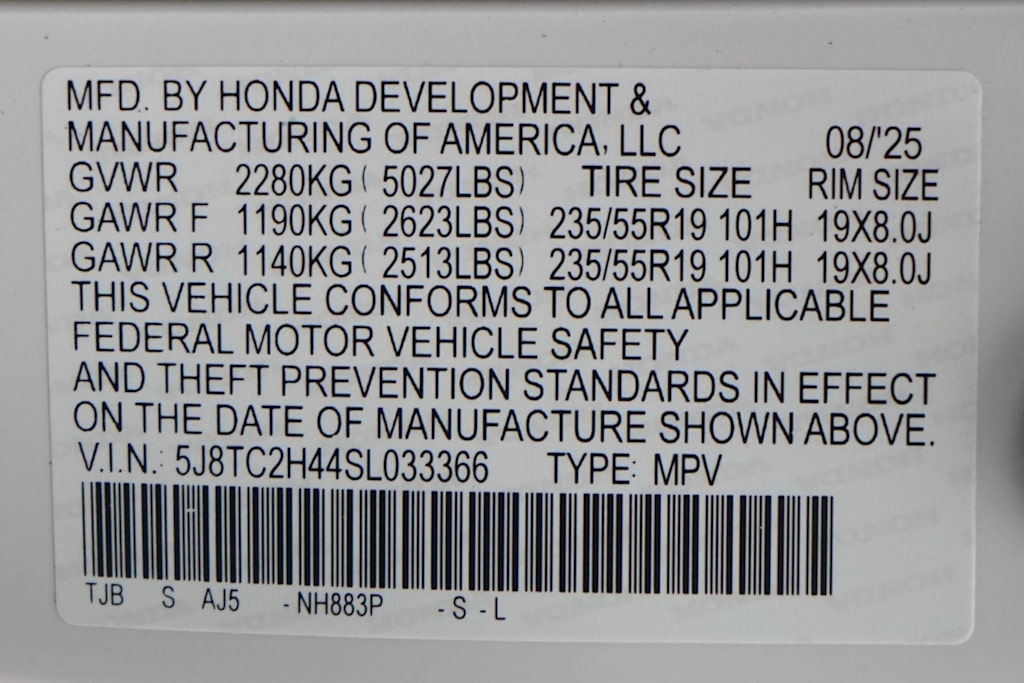 MFD. BY HONDA DEVELOPMENT &
MANUFACTURING OF AMERICA, LLC 08/'25
GVWR 2280KG ( 5027LBS) TIRE SIZE RIM SIZE
GAWR F 1190KG ( 2623LBS) 235/55R19 101H 19X8.0J
GAWR R 1140KG ( 2513LBS) 235/55R19 101H 19X8.0J
THIS VEHICLE CONFORMS TO ALL APPLICABLE
FEDERAL MOTOR VEHICLE SAFETY
AND THEFT PREVENTION STANDARDS IN EFFECT
ON THE DATE OF MANUFACTURE SHOWN ABOVE.
V.I.N.: 5J8TC2H44SL033366 TYPE: MPV
TJB S AJ5 - NH883P - S - L